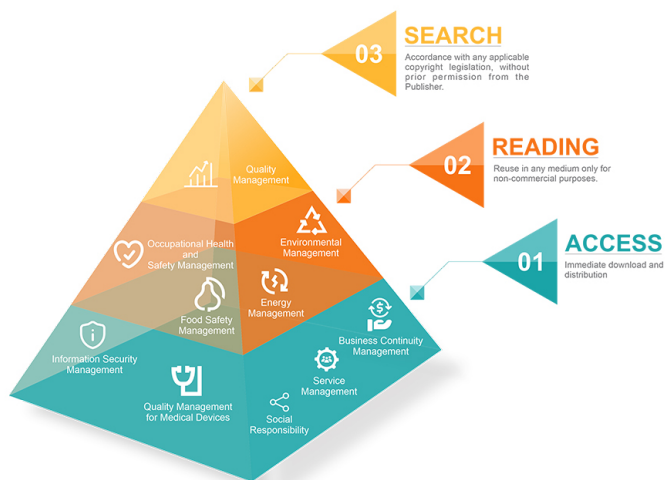 03
SEARCH
Accordance with any applicable
copyright legislation, without
prior permission from the
Publisher.
02
READING
Reuse in any medium only for
non-commercial purposes.
01
ACCESS
Immediate download and
distribution
Quality
Management
Occupational Health
and
Safety Management
Environmental
Management
Food Safety
Management
Energy
Management
Information Security
Management
Business Continuity
Management
Quality Management
for Medical Devices
Service
Management
Social
Responsibility